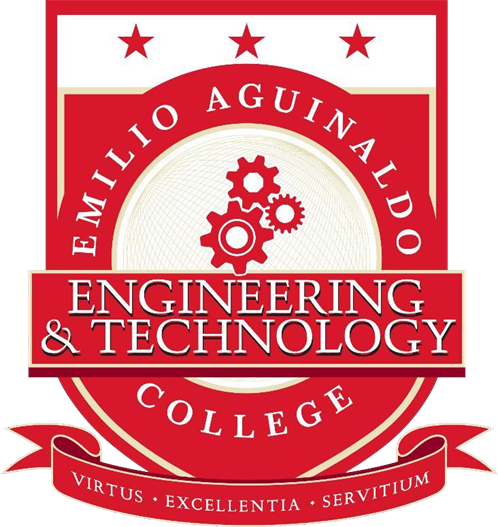 EMILIO AGUINALDO
ENGINEERING
& TECHNOLOGY
COLLEGE
VIRTUS • EXCELLENTIA • SERVITIUM